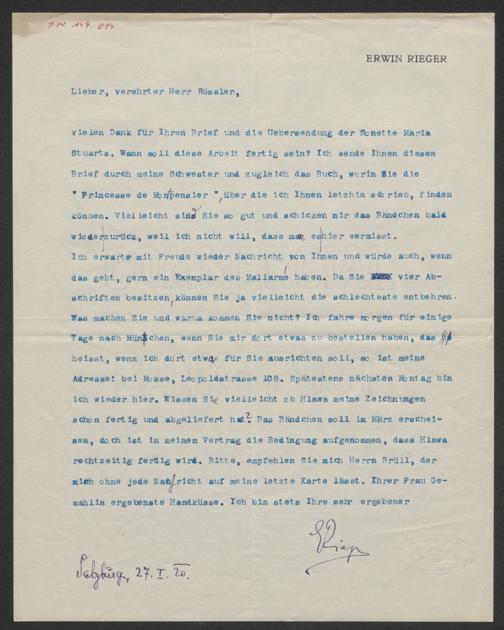 I.N. 149.014
ERWIN RIEGER
Lieber, verehrter Herr Rössler,
vielen Dank für Ihren Brief und die Uebersendung der Sonette Maria
Stuarts. Wann soll diese Arbeit fertig sein? Ich sende Ihnen diesen
Brief durch meine Schwester und zugleich das Buch, worin Sie die
" Princesse de Montpensier ", über die ich Ihnen letzhin schrieb, finden
können. Vielleicht sind Sie so gut und schicken mir das Bändchen bald
wieder zurück, weil ich nicht will, dass man es hier vermisst.
Ich erwarte mit Freude wieder Nachricht von Ihnen und würde auch, wenn
das geht, gern ein Exemplar des Mallarmé haben. Da Sie vier Ab-
schriften besitzen, können Sie ja vielleicht die schlechteste entbehren.
Was machen Sie und warum kommen Sie nicht? Ich fahre morgen für einige
Tage nach München, wenn Sie mir dort etwas zu bestellen haben, das
heisst, wenn ich dort etwas für Sie ausrichten soll, so ist meine
Adresse: bei Mosse, Leopoldstrasse 108. Spätestens nächsten Montag bin
ich wieder hier. Wissen Sie vielleicht ob Hlawa meine Zeichnungen
schon fertig und abgeliefert hat? Das Bändchen soll im März erschei-
nen, doch ist in meinem Vertrag die Bedingung aufgenommen, dass Hlawa
rechtzeitig fertig wird. Bitte, empfehlen Sie mich Herrn Brüll, der
mich ohne jede Nachricht auf meine letzte Karte lässt. Ihrer Frau Ge-
mahlin ergebenste Handküsse. Ich bin stets Ihre sehr ergebener
ERieger
Salzburg, 27. I. 20.